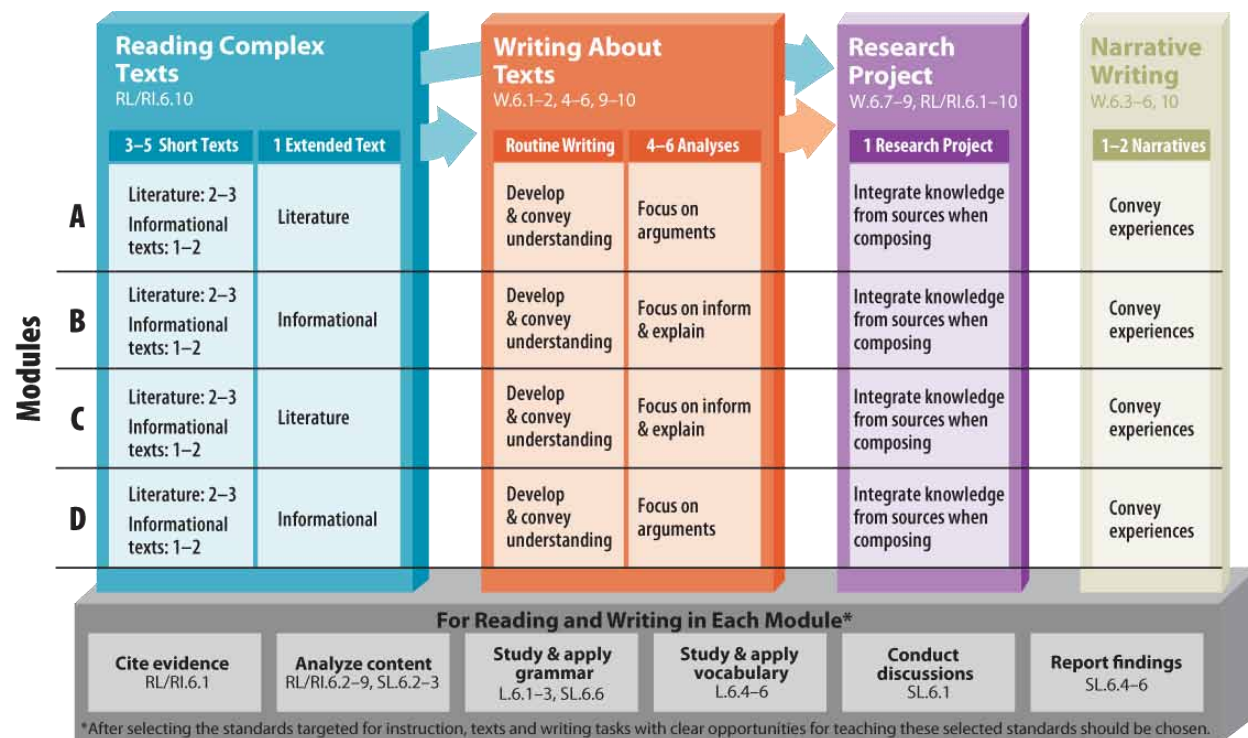 Reading Complex
Texts
RL/RI.6.10
Writing About
Texts
W.6.1–2, 4–6, 9–10
Research
Project
W.6.7–9, RL/RI.6.1–10
Narrative
Writing
W.6.3–6, 10
3–5 Short Texts
1 Extended Text
Routine Writing
4–6 Analyses
1 Research Project
1–2 Narratives
Modules
A
Literature: 2–3
Informational
texts: 1–2
Literature
Develop
& convey
understanding
Focus on
arguments
Integrate knowledge
from sources when
composing
Convey
experiences
B
Literature: 2–3
Informational
texts: 1–2
Informational
Develop
& convey
understanding
Focus on inform
& explain
Integrate knowledge
from sources when
composing
Convey
experiences
C
Literature: 2–3
Informational
texts: 1–2
Literature
Develop
& convey
understanding
Focus on inform
& explain
Integrate knowledge
from sources when
composing
Convey
experiences
D
Literature: 2–3
Informational
texts: 1–2
Informational
Develop
& convey
understanding
Focus on
arguments
Integrate knowledge
from sources when
composing
Convey
experiences
For Reading and Writing in Each Module*
Cite evidence
RL/RI.6.1
Analyze content
RL/RI.6.2–9, SL.6.2–3
Study & apply
grammar
L.6.1–3, SL.6.6
Study & apply
vocabulary
L.6.4–6
Conduct
discussions
SL.6.1
Report findings
SL.6.4–6
*After selecting the standards targeted for instruction, texts and writing tasks with clear opportunities for teaching these selected standards should be chosen.